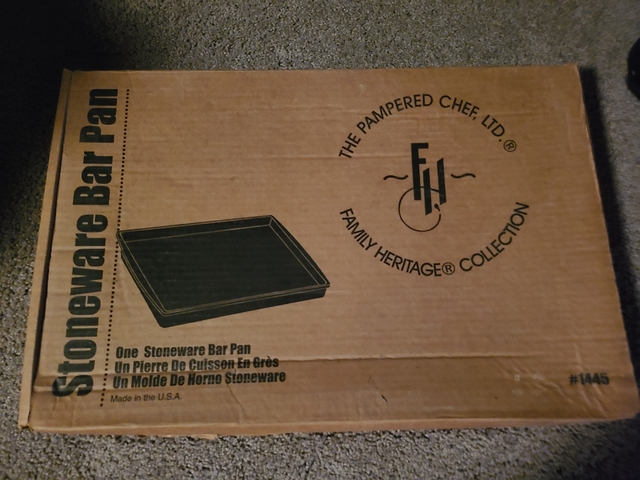 Stoneware Bar Pan
THE PAMPERED CHEF, LTD.®
FH
FAMILY HERITAGE® COLLECTION
One Stoneware Bar Pan
Un Pierre De Cuisson En Grès
Un Molde De Horno Stoneware
Made in the U.S.A.
#1445